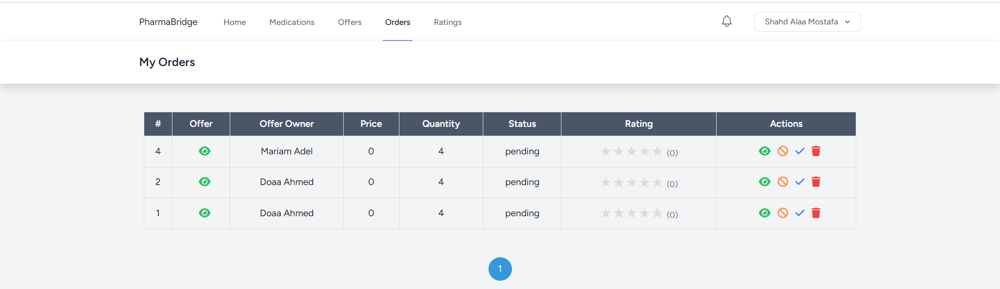 PharmaBridge Home Medications Offers Orders Ratings Shahd Alaa Mostafa
My Orders
# Offer Offer Owner Price Quantity Status Rating Actions
4 Mariam Adel 0 4 pending (0)
2 Doaa Ahmed 0 4 pending (0)
1 Doaa Ahmed 0 4 pending (0)
1